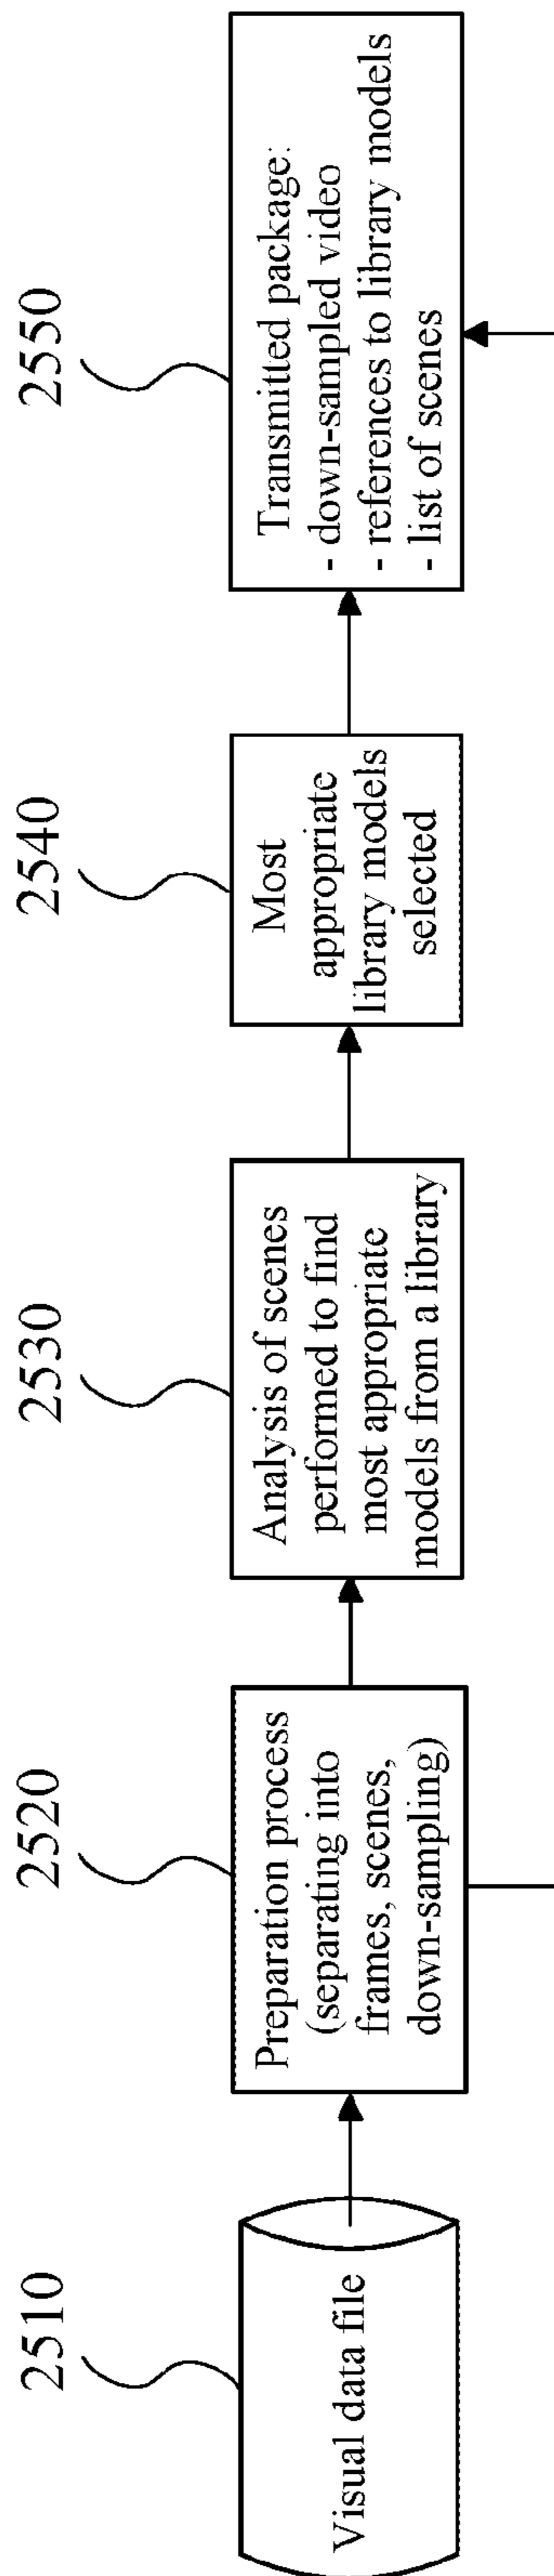 2510
Visual data file
2520
Preparation process
(separating into
frames, scenes,
down-sampling)
2530
Analysis of scenes
performed to find
most appropriate
models from a library
2540
Most
appropriate
library models
selected
2550
Transmitted package:
- down-sampled video
- references to library models
- list of scenes